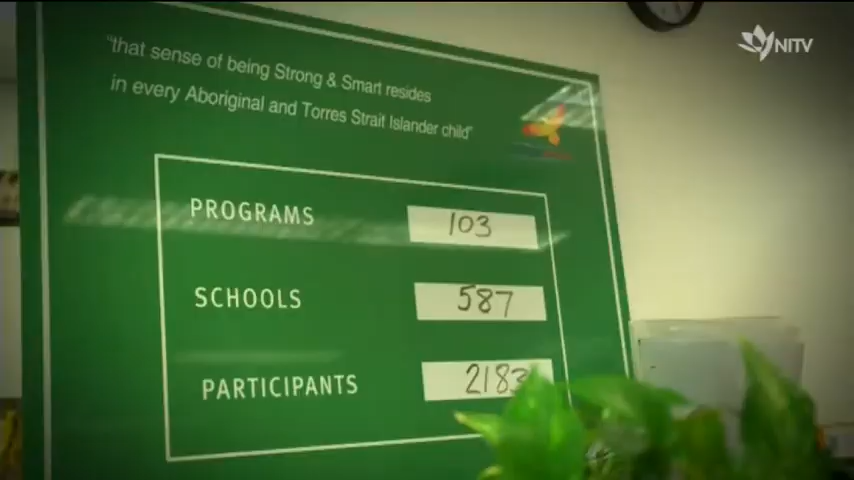 "that sense of being Strong & Smart resides
in every Aboriginal and Torres Strait Islander child"
PROGRAMS 103
SCHOOLS 587
PARTICIPANTS 2183
NITV